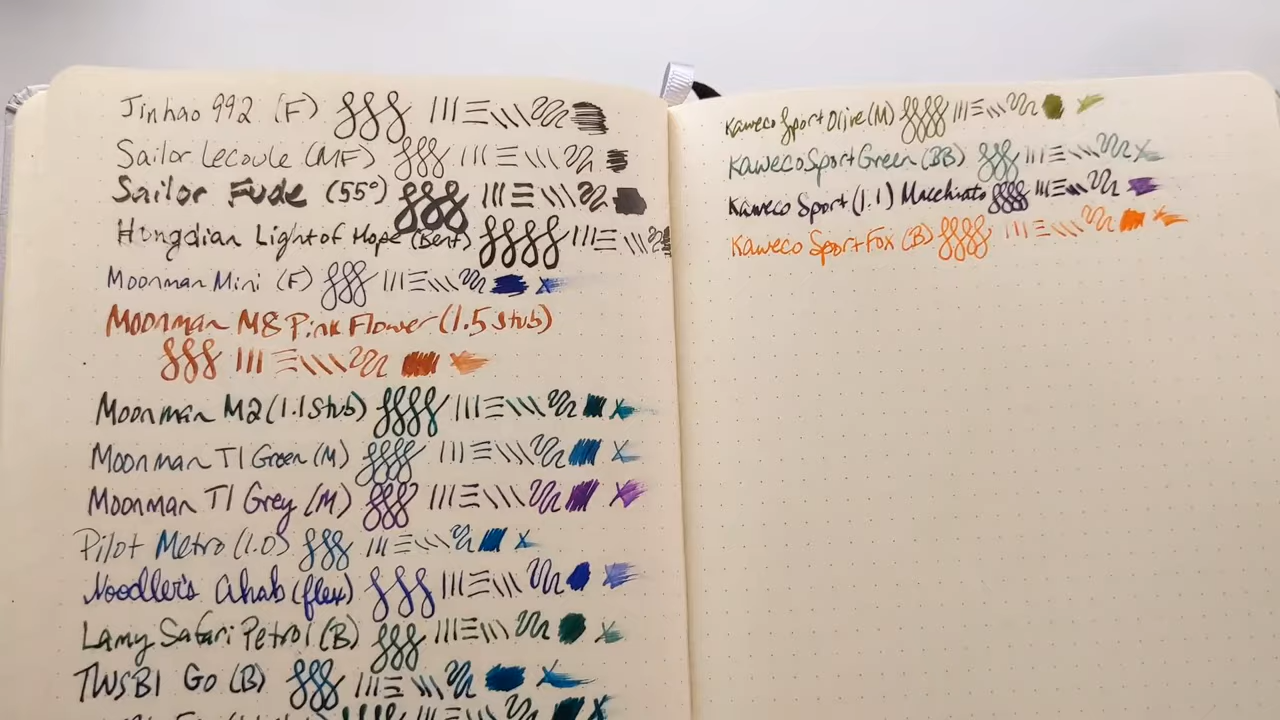 Jinhao 992 (F)
Sailor Lecoule (MF)
Sailor Fude (55°)
Hongdian Light of Hope (Bent)
Moonman Mini (F)
Moonman M8 Pink Flower (1.5 Stub)
Moonman M2 (1.1 Stub)
Moonman T1 Green (M)
Moonman T1 Grey (M)
Pilot Metro (1.0)
Noodler's Ahab (flex)
Lamy Safari Petrol (B)
TWSBI Go (B)
Kaweco Sport Olive (M)
Kaweco Sport Green (BB)
Kaweco Sport (1.1) Macchiato
Kaweco Sport Fox (B)